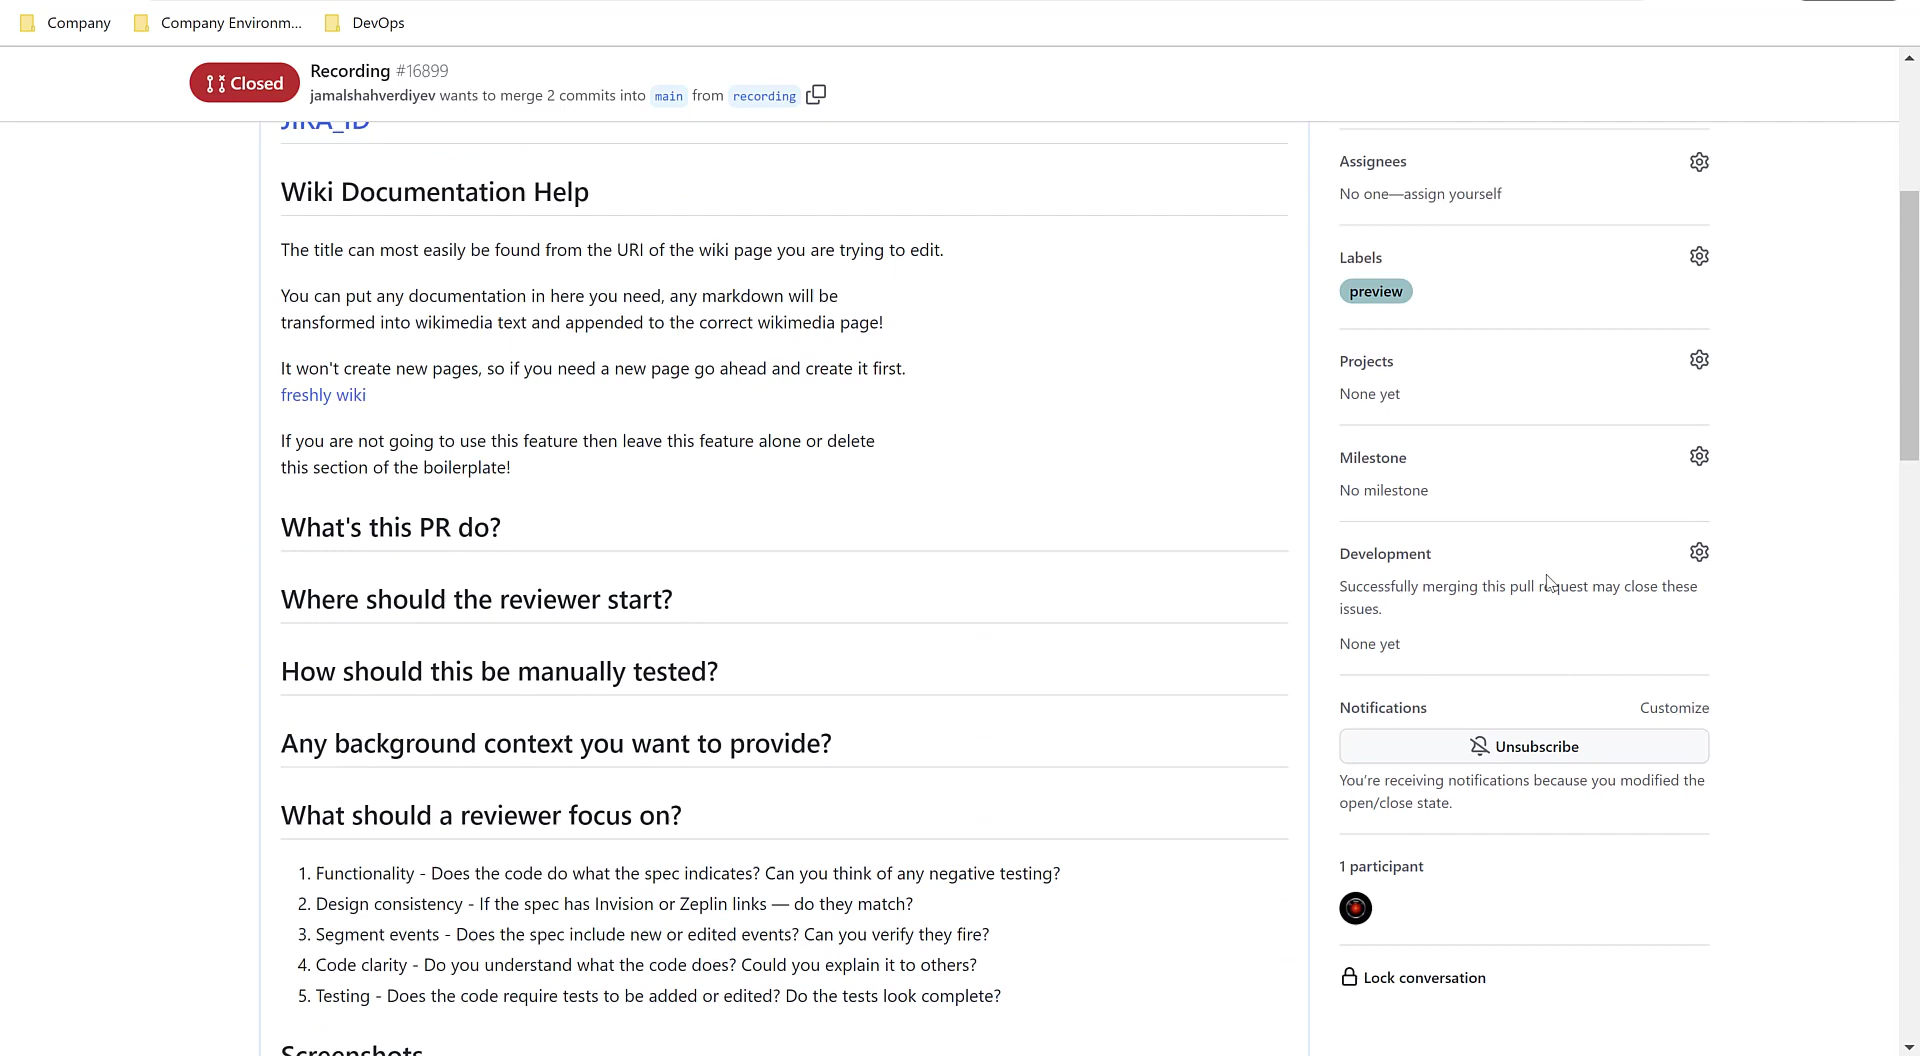 Company
Company Environm...
DevOps
Closed
Recording #16899
jamalshahverdiyev wants to merge 2 commits into main from recording
JIRA_ID
Wiki Documentation Help
The title can most easily be found from the URI of the wiki page you are trying to edit.
You can put any documentation in here you need, any markdown will be
transformed into wikimedia text and appended to the correct wikimedia page!
It won't create new pages, so if you need a new page go ahead and create it first.
freshly wiki
If you are not going to use this feature then leave this feature alone or delete
this section of the boilerplate!
What's this PR do?
Where should the reviewer start?
How should this be manually tested?
Any background context you want to provide?
What should a reviewer focus on?
1. Functionality - Does the code do what the spec indicates? Can you think of any negative testing?
2. Design consistency - If the spec has Invision or Zeplin links — do they match?
3. Segment events - Does the spec include new or edited events? Can you verify they fire?
4. Code clarity - Do you understand what the code does? Could you explain it to others?
5. Testing - Does the code require tests to be added or edited? Do the tests look complete?
Screenshots
Assignees
No one—assign yourself
Labels
preview
Projects
None yet
Milestone
No milestone
Development
Successfully merging this pull request may close these
issues.
None yet
Notifications
Customize
Unsubscribe
You're receiving notifications because you modified the
open/close state.
1 participant
Lock conversation